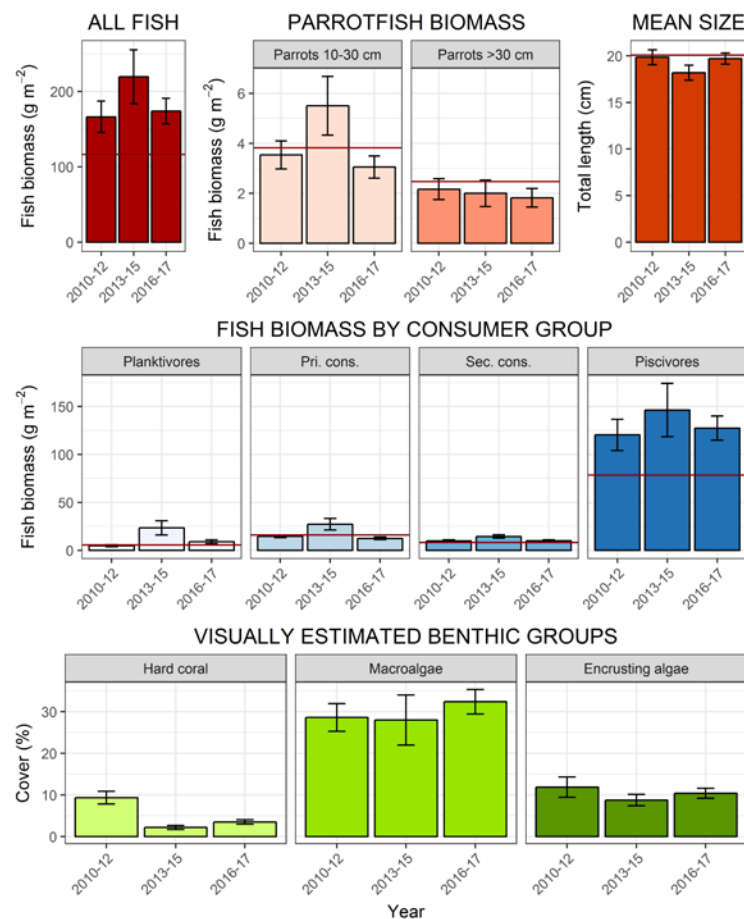 ALL FISH
PARROTFISH BIOMASS
MEAN SIZE
Parrots 10-30 cm
Parrots >30 cm
Fish biomass (g m⁻²)
200
100
0
2010-12
2013-15
2016-17
Fish biomass (g m⁻²)
6
4
2
0
2010-12
2013-15
2016-17
2010-12
2013-15
2016-17
Total length (cm)
20
15
10
5
0
2010-12
2013-15
2016-17
FISH BIOMASS BY CONSUMER GROUP
Planktivores
Pri. cons.
Sec. cons.
Piscivores
Fish biomass (g m⁻²)
150
100
50
0
2010-12
2013-15
2016-17
2010-12
2013-15
2016-17
2010-12
2013-15
2016-17
2010-12
2013-15
2016-17
VISUALLY ESTIMATED BENTHIC GROUPS
Hard coral
Macroalgae
Encrusting algae
Cover (%)
30
20
10
0
2010-12
2013-15
2016-17
2010-12
2013-15
2016-17
2010-12
2013-15
2016-17
Year